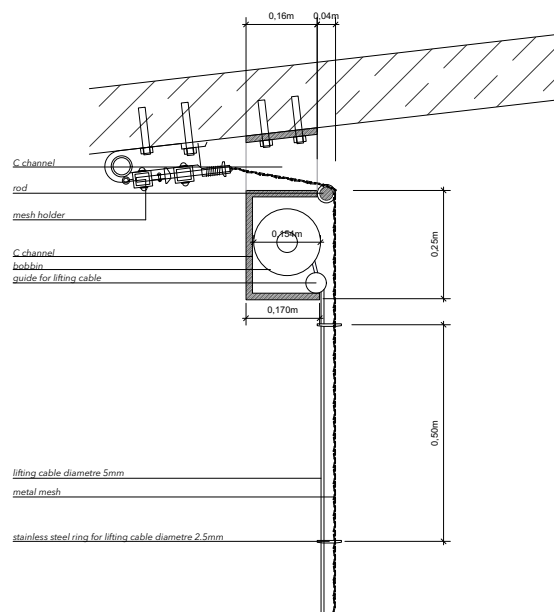 0,16m 0,04m
C channel
rod
mesh holder
0,154m
0,25m
C channel
bobbin
guide for lifting cable
0,170m
0,50m
lifting cable diametre 5mm
metal mesh
stainless steel ring for lifting cable diametre 2.5mm